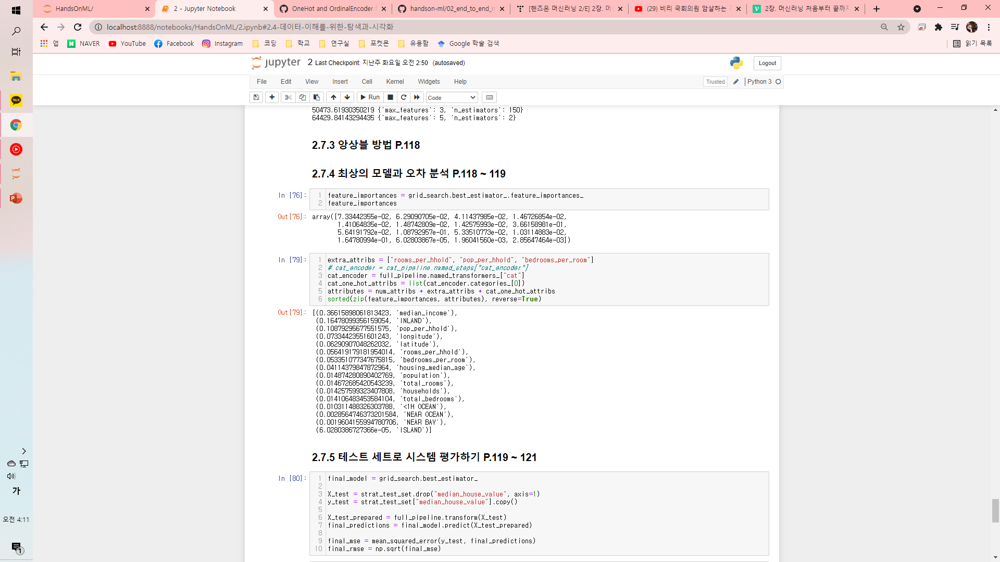 HandsOnML/
2 - Jupyter Notebook
OneHot and OrdinalEncoder f
handson-ml/02_end_to_end_n
[핸즈온 머신러닝 2/E] 2장. 머
(29) 비리 국회의원 암살하는
2장. 머신러닝 처음부터 끝까지
localhost:8888/notebooks/HandsOnML/2.ipynb#2.4-데이터-이해를-위한-탐색과-시각화
앱
NAVER
YouTube
Facebook
Instagram
코딩
학교
연구실
포켓몬
유용함
Google 학술 검색
읽기 목록
jupyter 2 Last Checkpoint: 지난주 화요일 오전 2:50 (autosaved)
Logout
File Edit View Insert Cell Kernel Widgets Help
Trusted
Python 3
Run
Code
50473.61930350219 {'max_features': 3, 'n_estimators': 150}
64429.84143294435 {'max_features': 5, 'n_estimators': 2}
2.7.3 앙상블 방법 P.118
2.7.4 최상의 모델과 오차 분석 P.118 ~ 119
In [76]:
1 feature_importances = grid_search.best_estimator_.feature_importances_
2 feature_importances
Out[76]: array([7.33442355e-02, 6.29090705e-02, 4.11437985e-02, 1.46726854e-02,
1.41064835e-02, 1.48742809e-02, 1.42575993e-02, 3.66158981e-01,
5.64191792e-02, 1.08792957e-01, 5.33510773e-02, 1.03114883e-02,
1.64780994e-01, 6.02803867e-05, 1.96041560e-03, 2.85647464e-03])
In [79]:
1 extra_attribs = ["rooms_per_hhold", "pop_per_hhold", "bedrooms_per_room"]
2 # cat_encoder = cat_pipeline.named_steps["cat_encoder"]
3 cat_encoder = full_pipeline.named_transformers_["cat"]
4 cat_one_hot_attribs = list(cat_encoder.categories_[0])
5 attributes = num_attribs + extra_attribs + cat_one_hot_attribs
6 sorted(zip(feature_importances, attributes), reverse=True)
Out[79]: [(0.36615898061813423, 'median_income'),
(0.16478099356159054, 'INLAND'),
(0.10879295677551575, 'pop_per_hhold'),
(0.07334423551601243, 'longitude'),
(0.06290907048262032, 'latitude'),
(0.056419179181954014, 'rooms_per_hhold'),
(0.053351077347675815, 'bedrooms_per_room'),
(0.04114379847872964, 'housing_median_age'),
(0.014874280890402769, 'population'),
(0.014672685420543239, 'total_rooms'),
(0.014257599323407808, 'households'),
(0.014106483453584104, 'total_bedrooms'),
(0.010311488326303788, '<1H OCEAN'),
(0.0028564746373201584, 'NEAR OCEAN'),
(0.0019604155994780706, 'NEAR BAY'),
(6.0280386727366e-05, 'ISLAND')]
2.7.5 테스트 세트로 시스템 평가하기 P.119 ~ 121
In [80]:
1 final_model = grid_search.best_estimator_
2
3 X_test = strat_test_set.drop("median_house_value", axis=1)
4 y_test = strat_test_set["median_house_value"].copy()
5
6 X_test_prepared = full_pipeline.transform(X_test)
7 final_predictions = final_model.predict(X_test_prepared)
8
9 final_mse = mean_squared_error(y_test, final_predictions)
10 final_rmse = np.sqrt(final_mse)
TALK
가
오전 4:11
1